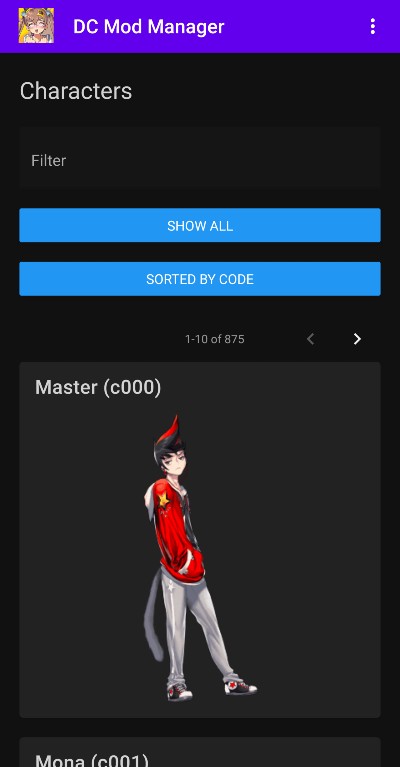 DC Mod Manager
Characters
Filter
SHOW ALL
SORTED BY CODE
1-10 of 875
Master (c000)
Mona (c001)